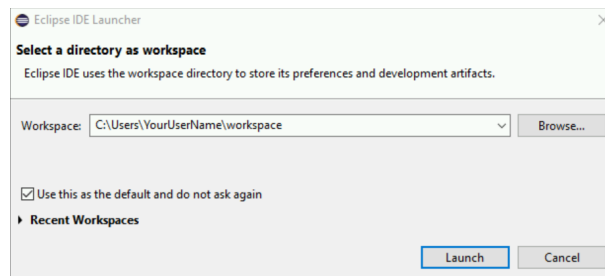 Eclipse IDE Launcher
Select a directory as workspace
Eclipse IDE uses the workspace directory to store its preferences and development artifacts.
Workspace: C:\Users\YourUserName\workspace Browse...
Use this as the default and do not ask again
Recent Workspaces
Launch Cancel